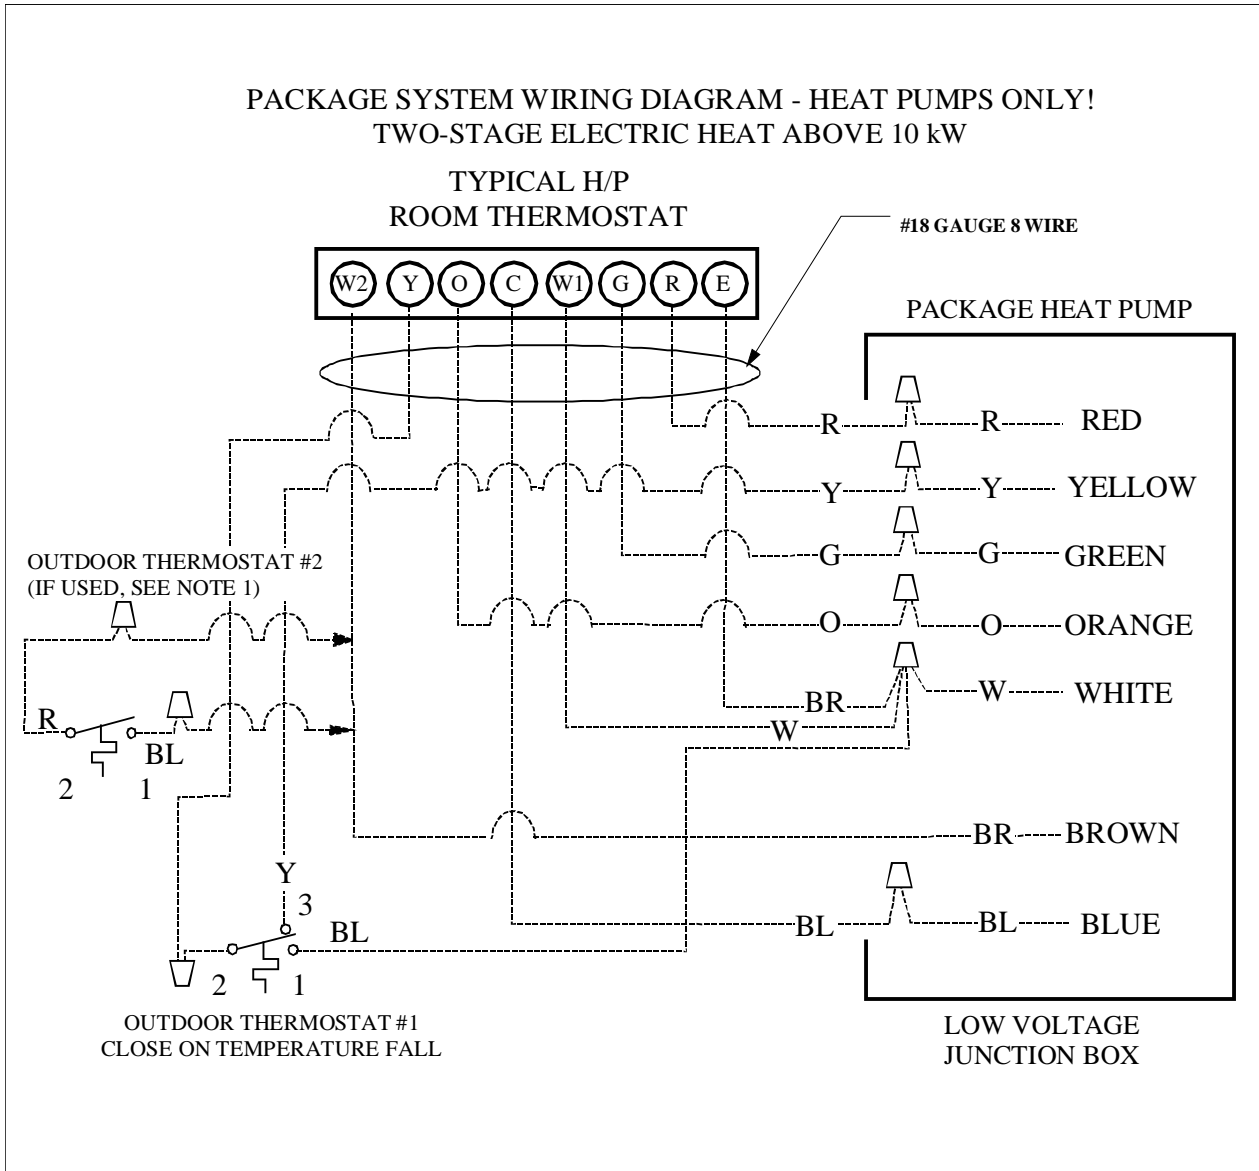 PACKAGE SYSTEM WIRING DIAGRAM - HEAT PUMPS ONLY!
TWO-STAGE ELECTRIC HEAT ABOVE 10 kW
TYPICAL H/P
ROOM THERMOSTAT
#18 GAUGE 8 WIRE
W2 Y O C W1 G R E
PACKAGE HEAT PUMP
R R RED
Y Y YELLOW
OUTDOOR THERMOSTAT #2
(IF USED, SEE NOTE 1)
G G GREEN
O O ORANGE
BR W WHITE
R W
BL
2 1
BR BROWN
Y
3
BL
BL BL BLUE
2 1
OUTDOOR THERMOSTAT #1
CLOSE ON TEMPERATURE FALL
LOW VOLTAGE
JUNCTION BOX